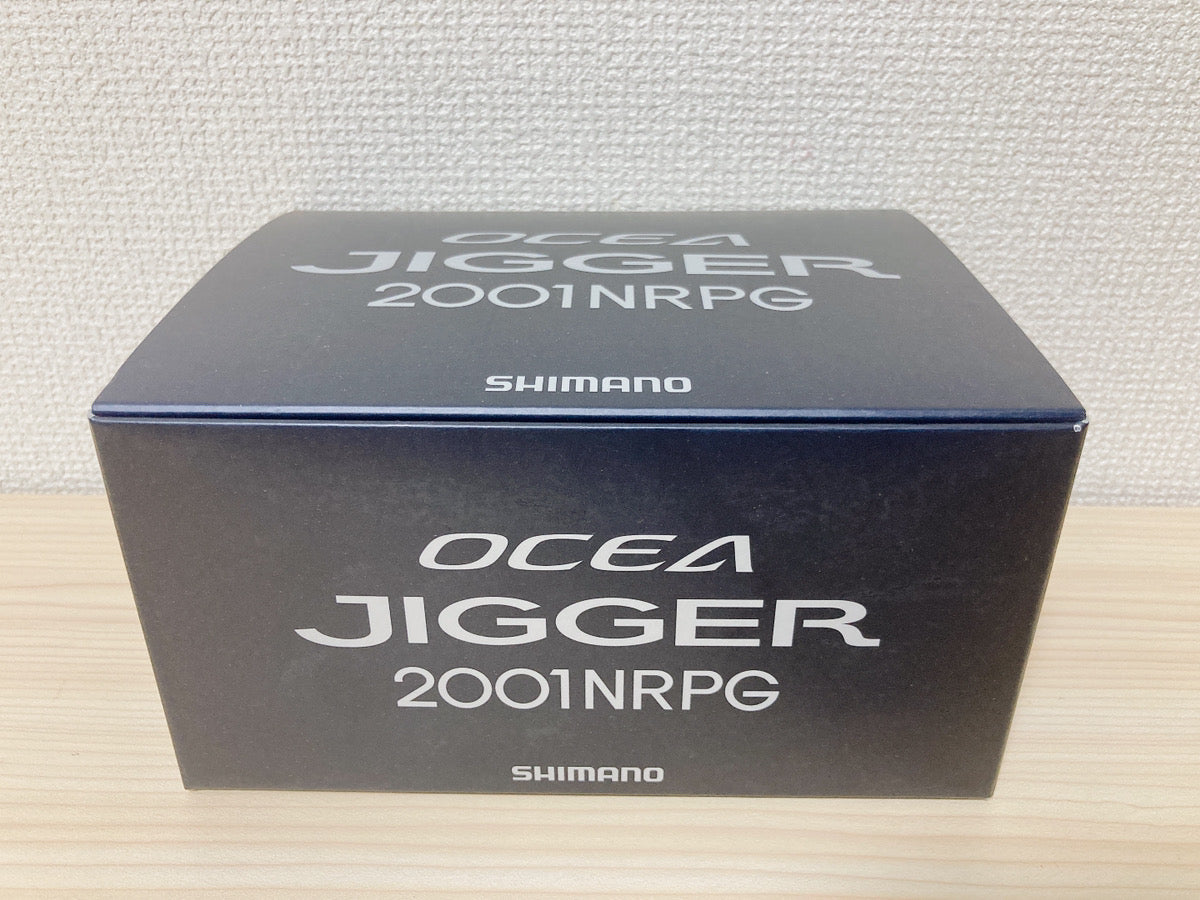 OCEA
JIGGER
2001NRPG
SHIMANO
OCEA
JIGGER
2001NRPG
SHIMANO